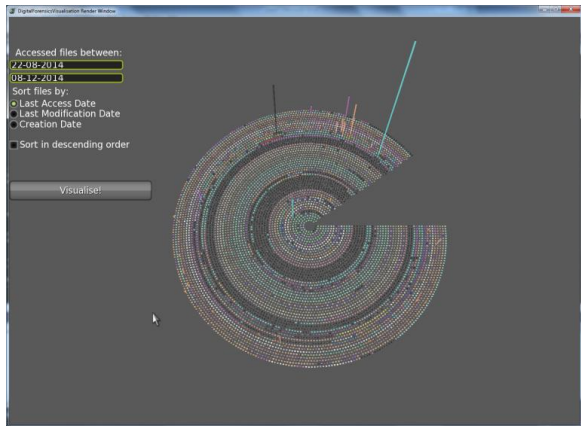 DigitalForensicsVisualisation Render Window
Accessed files between:
22-08-2014
08-12-2014
Sort files by:
Last Access Date
Last Modification Date
Creation Date
Sort in descending order
Visualise!